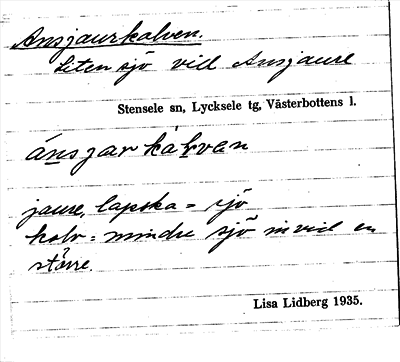 Ansjaurkalven.
Liten sjö vid Ansjaure
Stensele sn, Lycksele tg, Västerbottens l.
ánsjarkálvan
jaure, lapska = sjö
kalv = mindre sjö invid en
större.
Lisa Lidberg 1935.